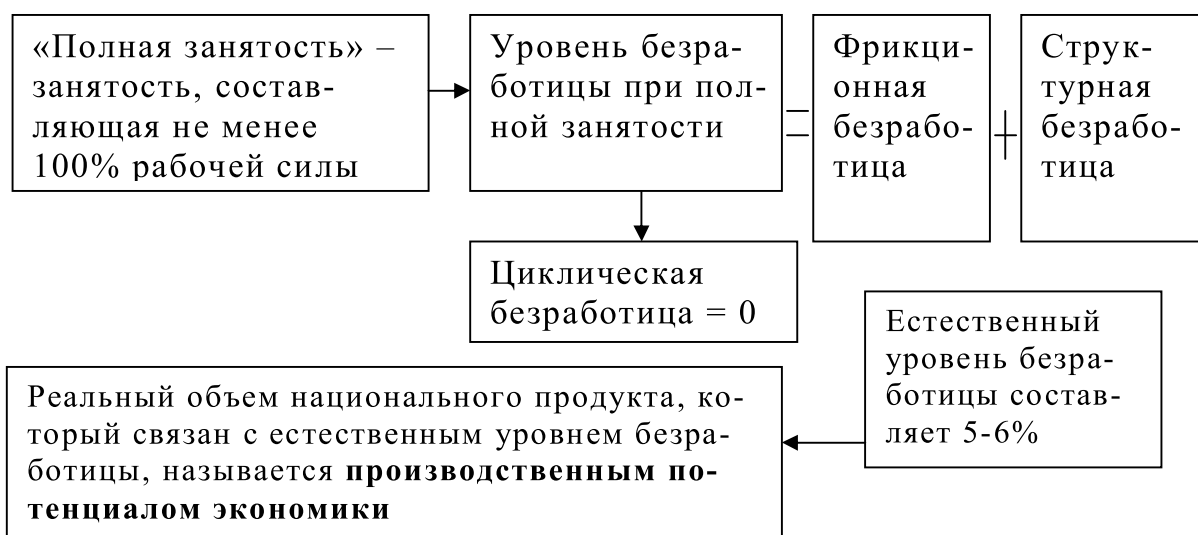 «Полная занятость» –
занятость, состав-
ляющая не менее
100% рабочей силы
Уровень безра-
ботицы при пол-
ной занятости
=
Фрикци-
онная
безрабо-
тица
+
Струк-
турная
безрабо-
тица
Циклическая
безработица = 0
Естественный
уровень безра-
ботицы состав-
ляет 5-6%
Реальный объем национального продукта, ко-
торый связан с естественным уровнем безра-
ботицы, называется производственным по-
тенциалом экономики